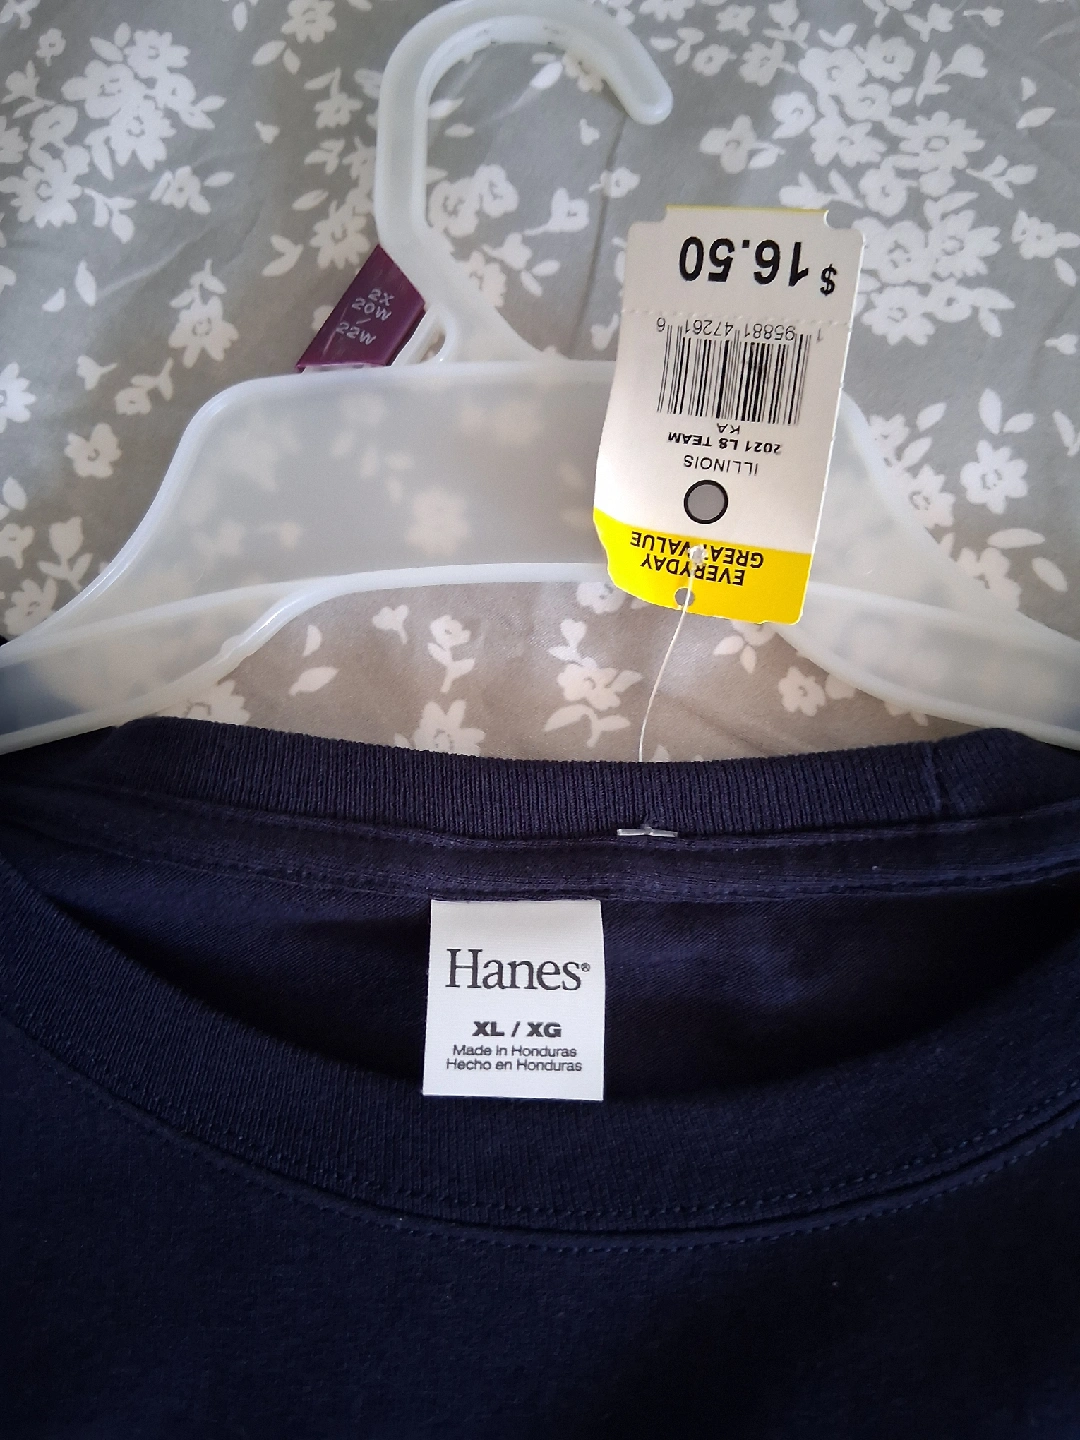 2X
20W
22W
$16.50
1 95881 47261 6
KA
2021 LS TEAM
ILLINOIS
GREAT VALUE
EVERYDAY
Hanes®
XL / XG
Made in Honduras
Hecho en Honduras